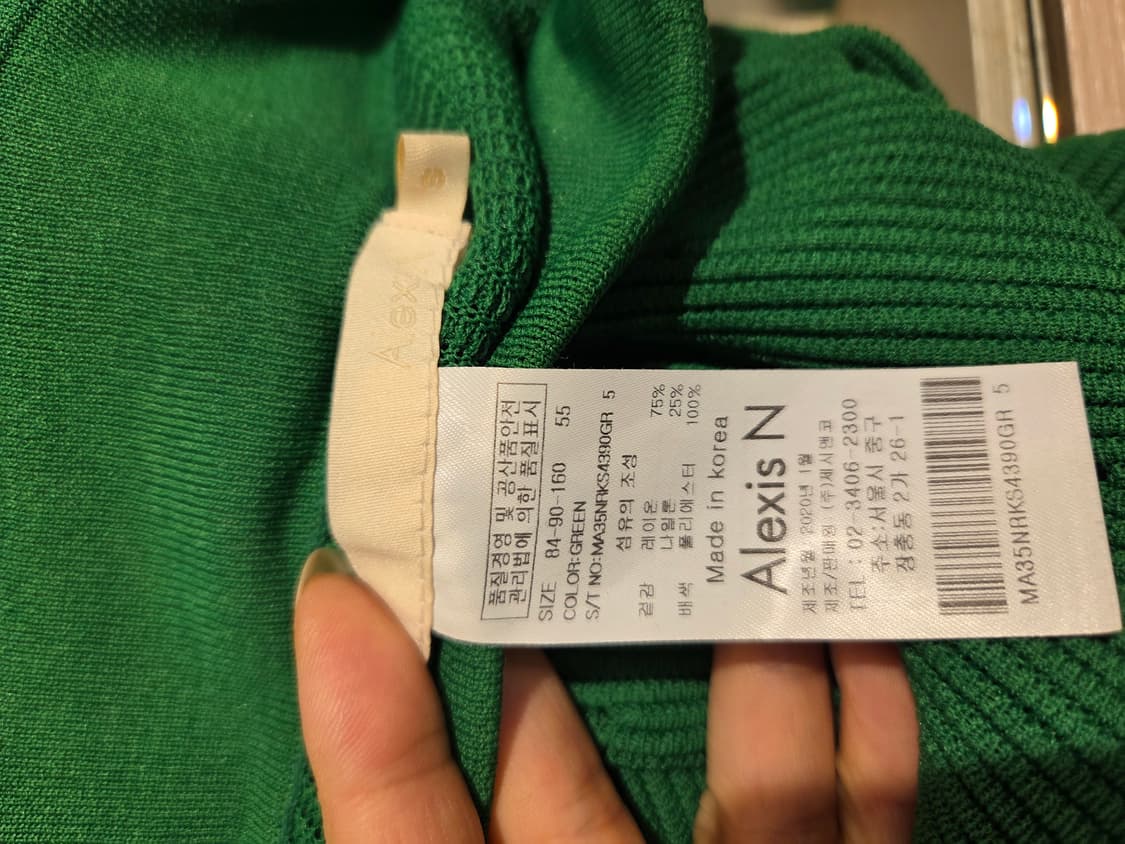 Alex
품질경영 및 공산품안전
관리법에 의한 품질표시
SIZE 84-90-160 55
COLOR:GREEN
S/T NO:MA35NRKS4390GR 5
섬유의 조성
겉감 레이온 75%
나일론 25%
배색 폴리에스터 100%
Made in korea
Alexis N
제조년월 2020년 1월
제조/판매원 (주)제시앤코
TEL : 02-3406-2300
주소:서울시 중구
장충동 2가 26-1
MA35NRKS4390GR 5